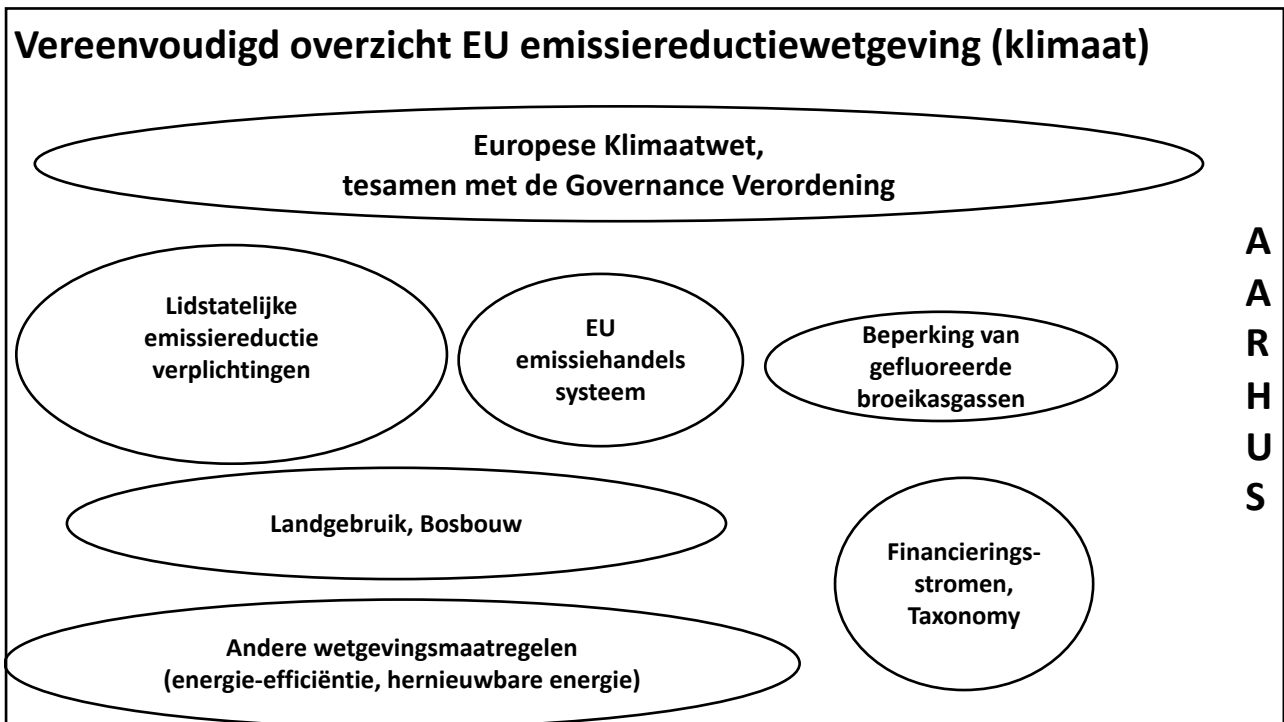 Vereenvoudigd overzicht EU emissiereductiewetgeving (klimaat)
Europese Klimaatwet,
tesamen met de Governance Verordening
Lidstatelijke
emissiereductie
verplichtingen
EU
emissiehandels
systeem
Beperking van
gefluoreerde
broeikasgassen
Landgebruik, Bosbouw
Financierings-
stromen,
Taxonomy
Andere wetgevingsmaatregelen
(energie-efficiëntie, hernieuwbare energie)
A
A
R
H
U
S